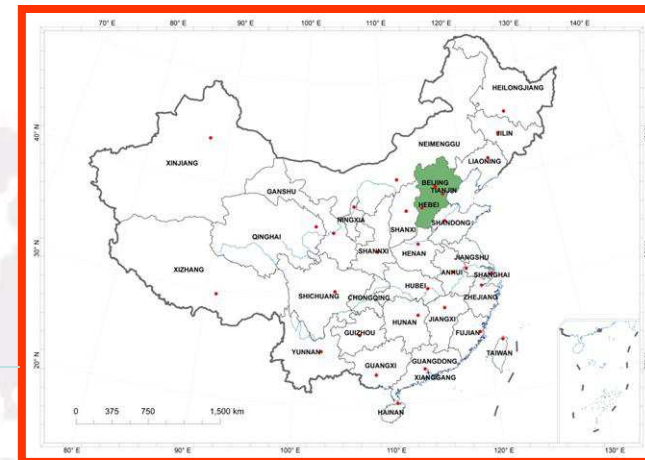 70° E 80° E 90° E 100° E 110° E 120° E 130° E 140° E
HEILONGJIANG
JILIN
40° N
NEIMENGGU
LIAONING
XINJIANG
BEIJING
TIANJIN
GANSHU
HEBEI
NINGXIA
SHANDONG
SHANXI
QINGHAI
SHANXI
HENAN
30° N
JIANGSHU
XIZHANG
ANHUI
SHANGHAI
HUBEI
SHICHUANG
CHONGQING
ZHEJIANG
HUNAN
JIANGXI
GUIZHOU
FUJIAN
YUNNAN
TAIWAN
20° N
GUANGXI
GUANGDONG
XIANGGANG
0 375 750 1,500 km
HAINAN
80° E 90° E 100° E 110° E 120° E 130° E